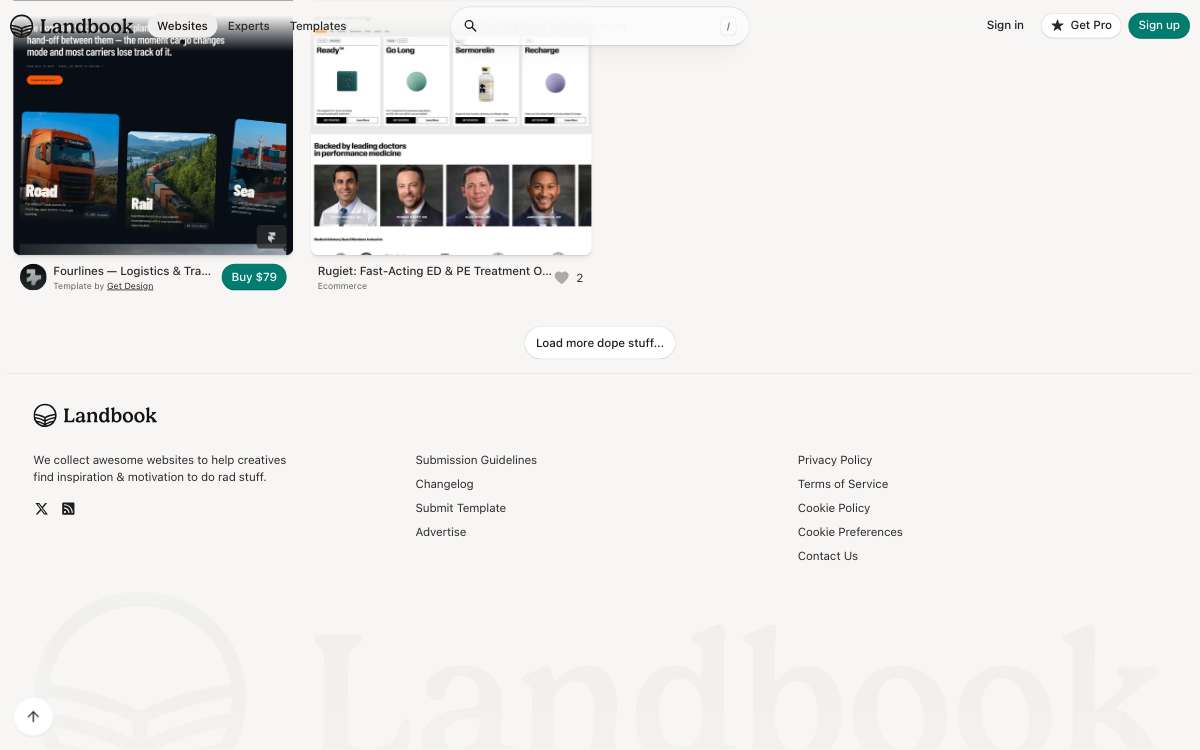 Landbook
Websites
Experts
Templates
/
Sign in
Get Pro
Sign up
hand-off between them — the moment cargo changes
mode and most carriers lose track of it.
Road
Rail
Sea
Ready™
Go Long
Sermorelin
Recharge
Backed by leading doctors
in performance medicine
Fourlines — Logistics & Tra...
Template by Get Design
Buy $79
Rugiet: Fast-Acting ED & PE Treatment O...
Ecommerce
2
Load more dope stuff...
Landbook
We collect awesome websites to help creatives
find inspiration & motivation to do rad stuff.
Submission Guidelines
Changelog
Submit Template
Advertise
Privacy Policy
Terms of Service
Cookie Policy
Cookie Preferences
Contact Us
Landbook